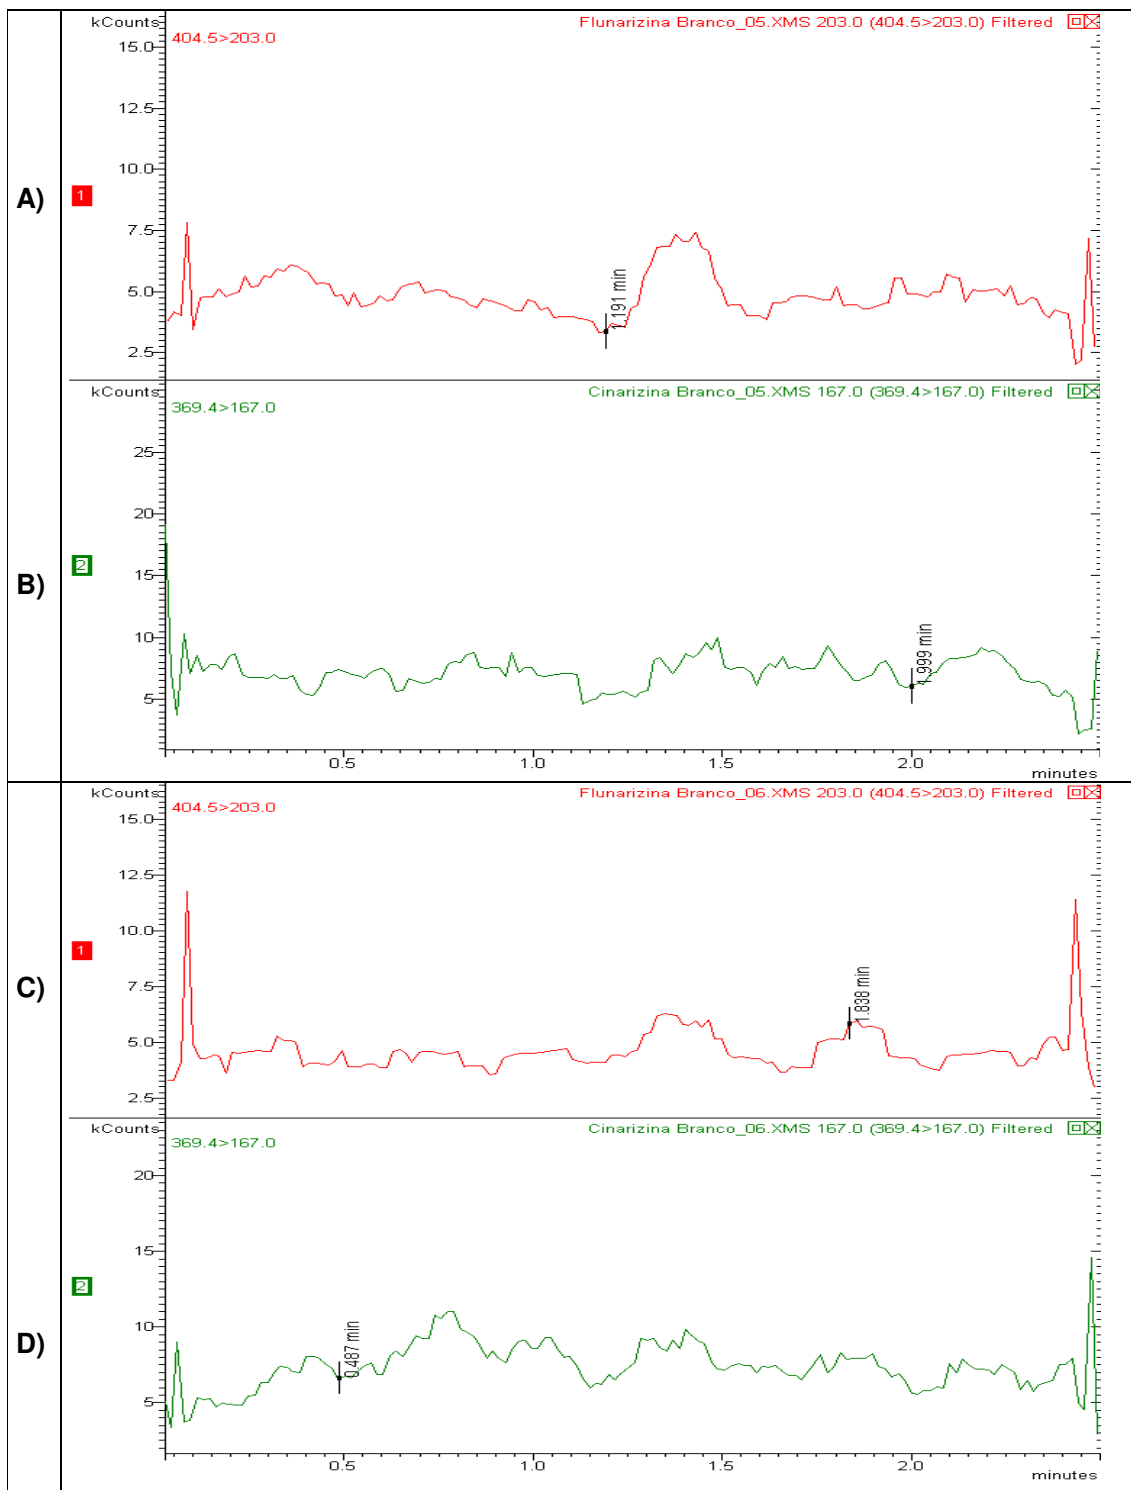 A)
kCounts
Flunarizina Branco_05.XMS 203.0 (404.5>203.0) Filtered
404.5>203.0
15.0
12.5
10.0
1
7.5
5.0
2.5
1.191 min
B)
kCounts
Cinarizina Branco_05.XMS 167.0 (369.4>167.0) Filtered
369.4>167.0
25
20
2
15
10
5
1.999 min
0.5 1.0 1.5 2.0
minutes
C)
kCounts
Flunarizina Branco_06.XMS 203.0 (404.5>203.0) Filtered
404.5>203.0
15.0
12.5
10.0
1
7.5
5.0
2.5
1.838 min
D)
kCounts
Cinarizina Branco_06.XMS 167.0 (369.4>167.0) Filtered
369.4>167.0
20
15
2
10
5
0.487 min
0.5 1.0 1.5 2.0
minutes